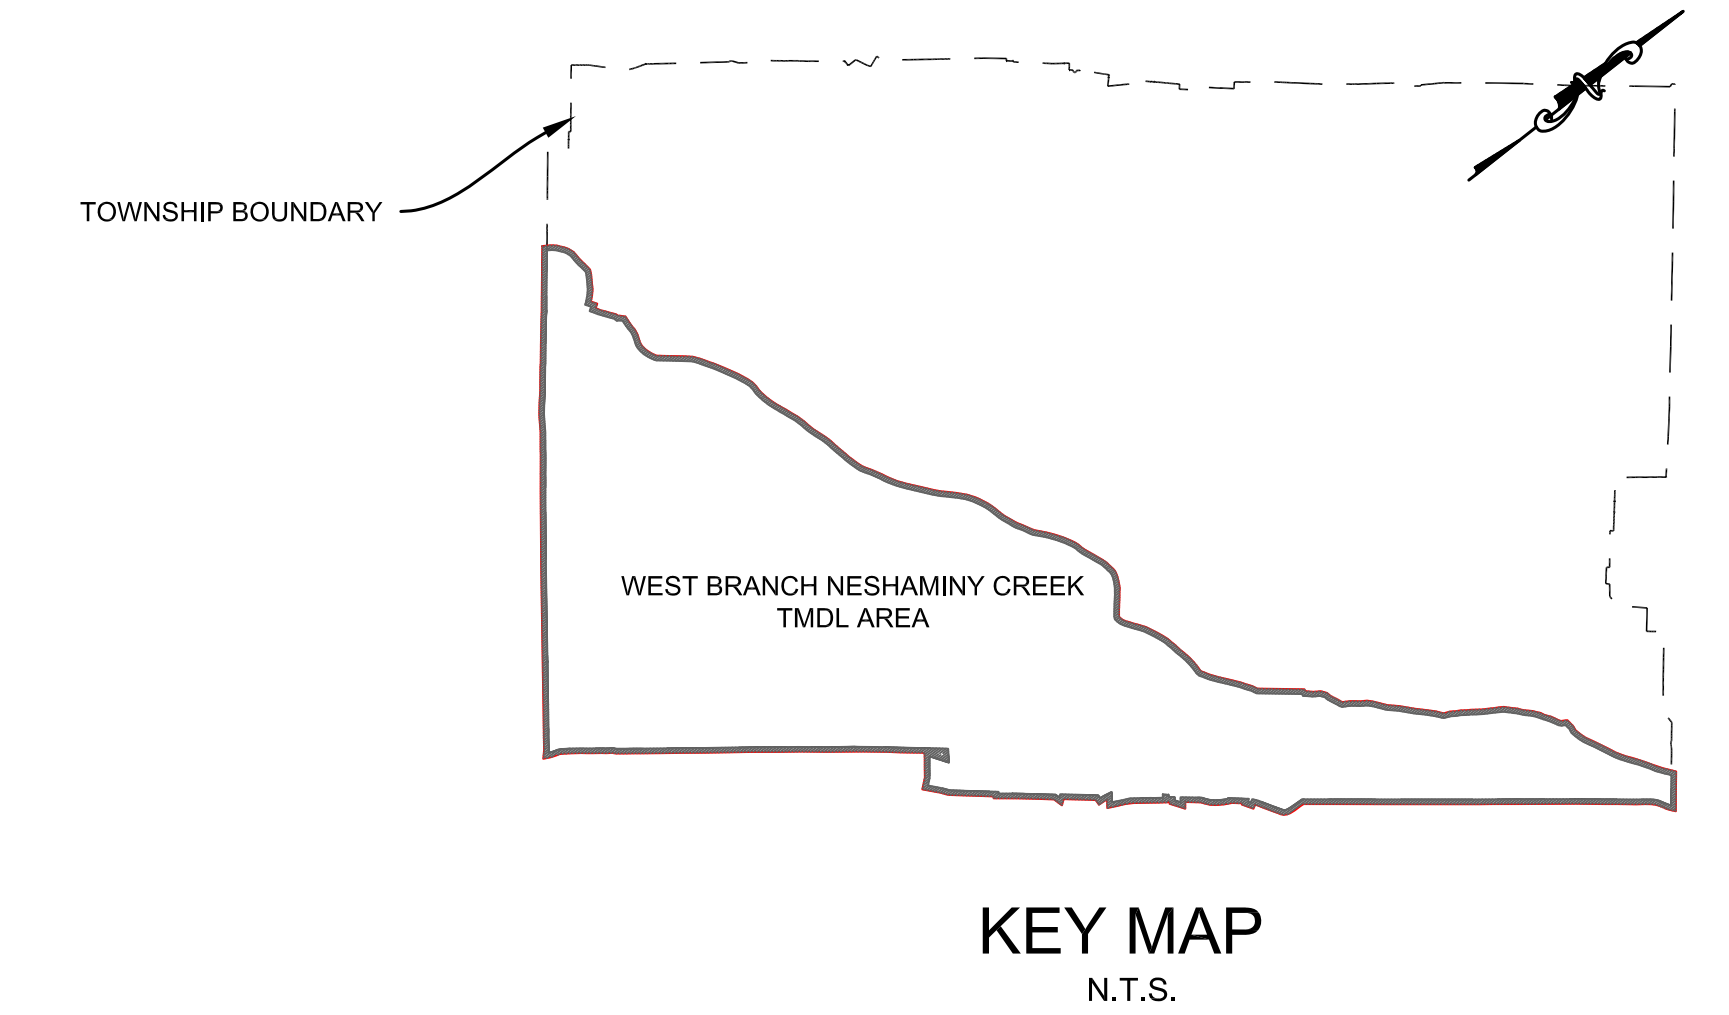 TOWNSHIP BOUNDARY
WEST BRANCH NESHAMINY CREEK
TMDL AREA
KEY MAP
N.T.S.